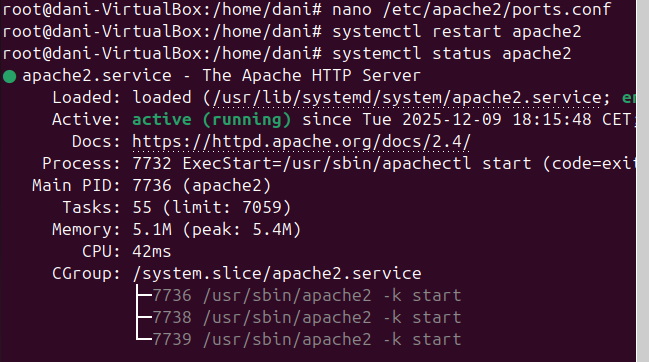 root@dani-VirtualBox:/home/dani# nano /etc/apache2/ports.conf
root@dani-VirtualBox:/home/dani# systemctl restart apache2
root@dani-VirtualBox:/home/dani# systemctl status apache2
● apache2.service - The Apache HTTP Server
Loaded: loaded (/usr/lib/systemd/system/apache2.service; en
Active: active (running) since Tue 2025-12-09 18:15:48 CET;
Docs: https://httpd.apache.org/docs/2.4/
Process: 7732 ExecStart=/usr/sbin/apachectl start (code=exit
Main PID: 7736 (apache2)
Tasks: 55 (limit: 7059)
Memory: 5.1M (peak: 5.4M)
CPU: 42ms
CGroup: /system.slice/apache2.service
├─7736 /usr/sbin/apache2 -k start
├─7738 /usr/sbin/apache2 -k start
└─7739 /usr/sbin/apache2 -k start